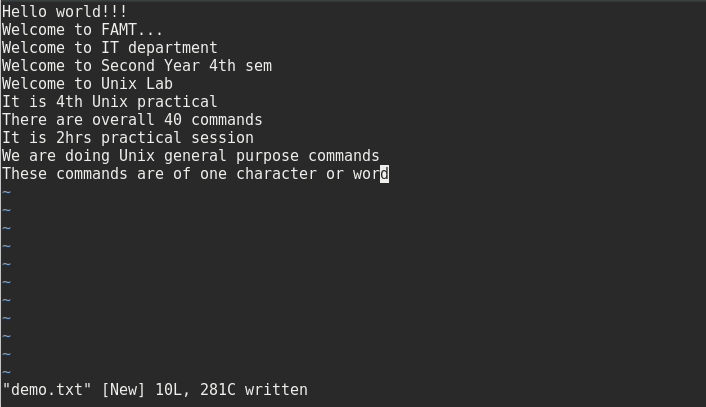 Hello world!!!
Welcome to FAMT...
Welcome to IT department
Welcome to Second Year 4th sem
Welcome to Unix Lab
It is 4th Unix practical
There are overall 40 commands
It is 2hrs practical session
We are doing Unix general purpose commands
These commands are of one character or word
~
~
~
~
~
~
~
~
~
~
~
"demo.txt" [New] 10L, 281C written